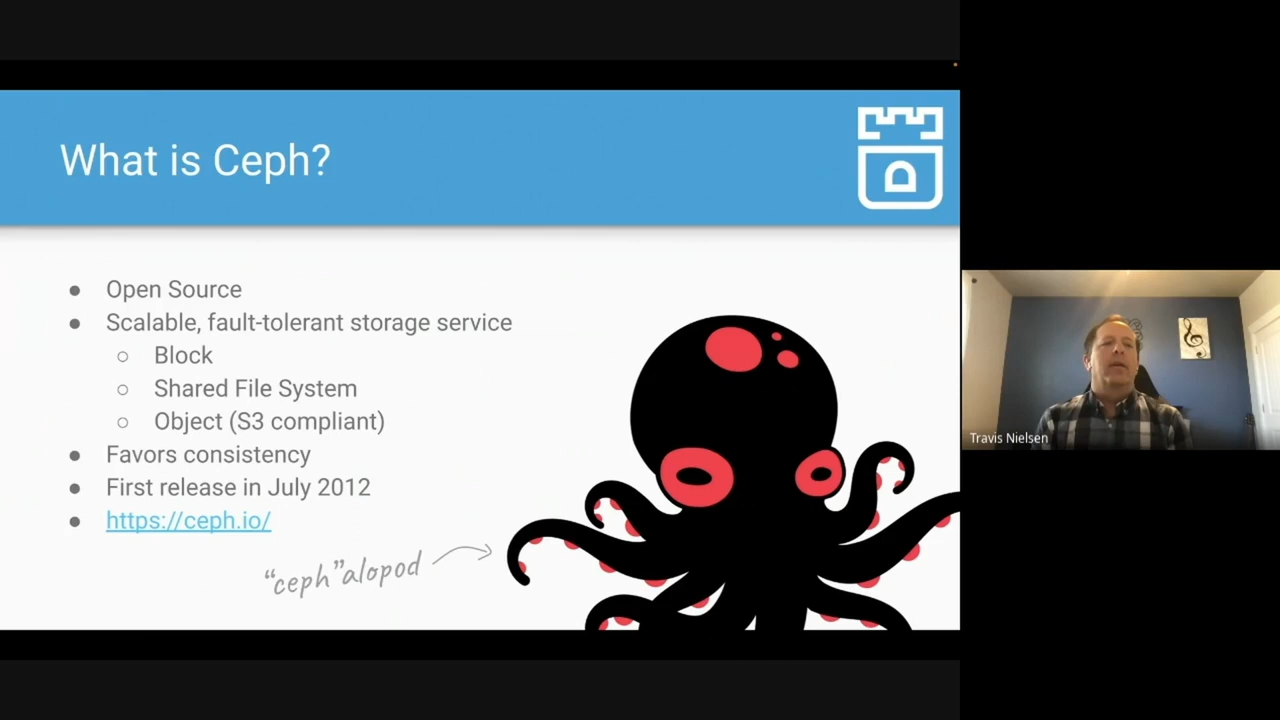 What is Ceph?
● Open Source
● Scalable, fault-tolerant storage service
○ Block
○ Shared File System
○ Object (S3 compliant)
● Favors consistency
● First release in July 2012
● https://ceph.io/
“ceph”alopod
Travis Nielsen